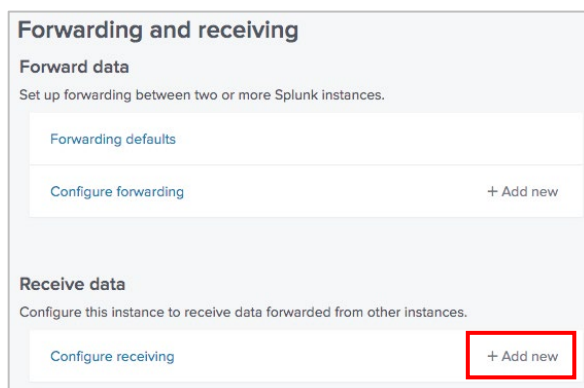 Forwarding and receiving
Forward data
Set up forwarding between two or more Splunk instances.
Forwarding defaults
Configure forwarding + Add new
Receive data
Configure this instance to receive data forwarded from other instances.
Configure receiving + Add new